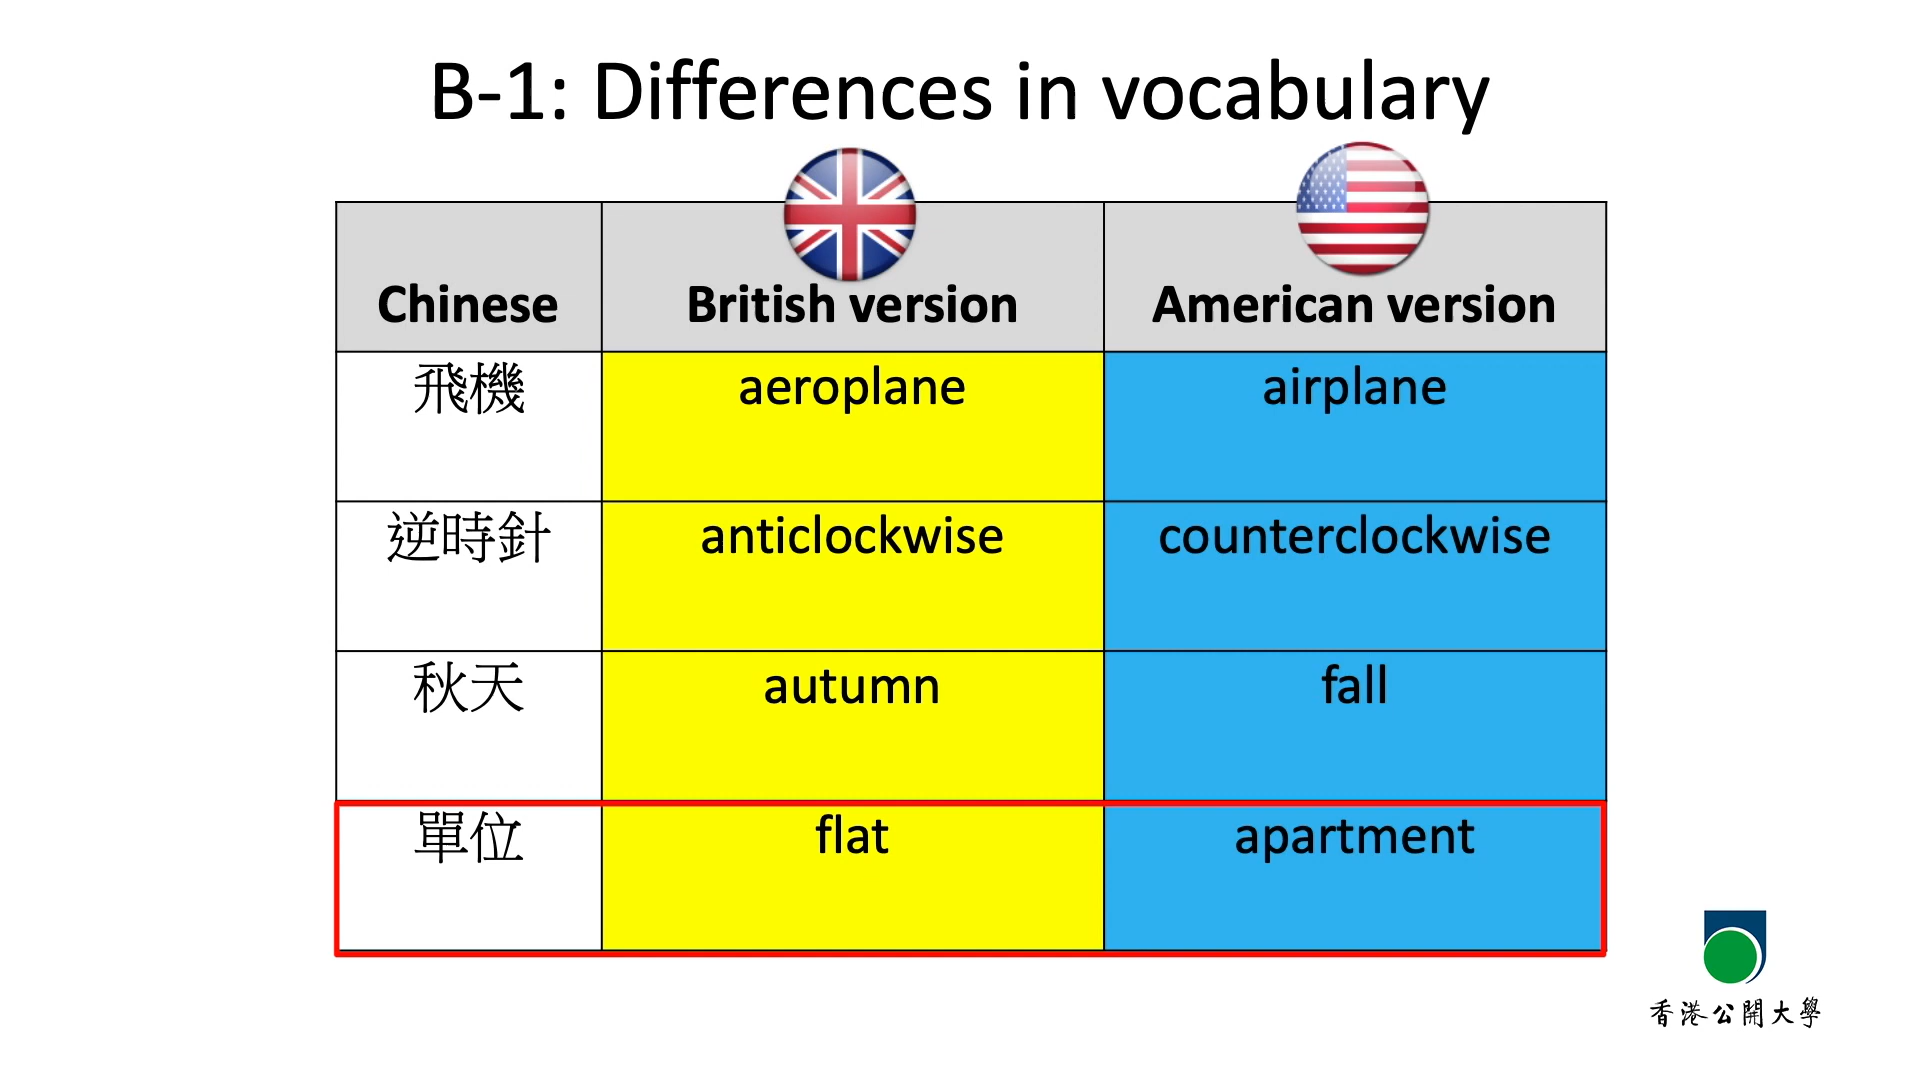 B-1: Differences in vocabulary
Chinese British version American version
飛機 aeroplane airplane
逆時針 anticlockwise counterclockwise
秋天 autumn fall
單位 flat apartment
香港公開大學